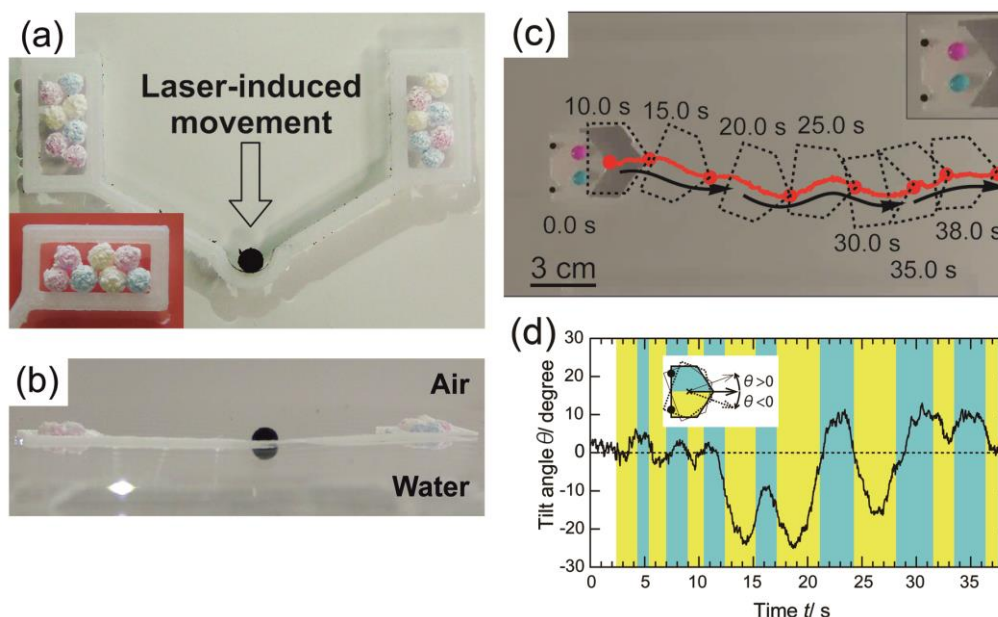 (a)
Laser-induced
movement
(b)
Air
Water
(c)
10.0 s
15.0 s
20.0 s
25.0 s
0.0 s
30.0 s
35.0 s
38.0 s
3 cm
(d)
Tilt angle θ/ degree
30
20
10
0
-10
-20
-30
θ >0
θ <0
0 5 10 15 20 25 30 35
Time t/ s